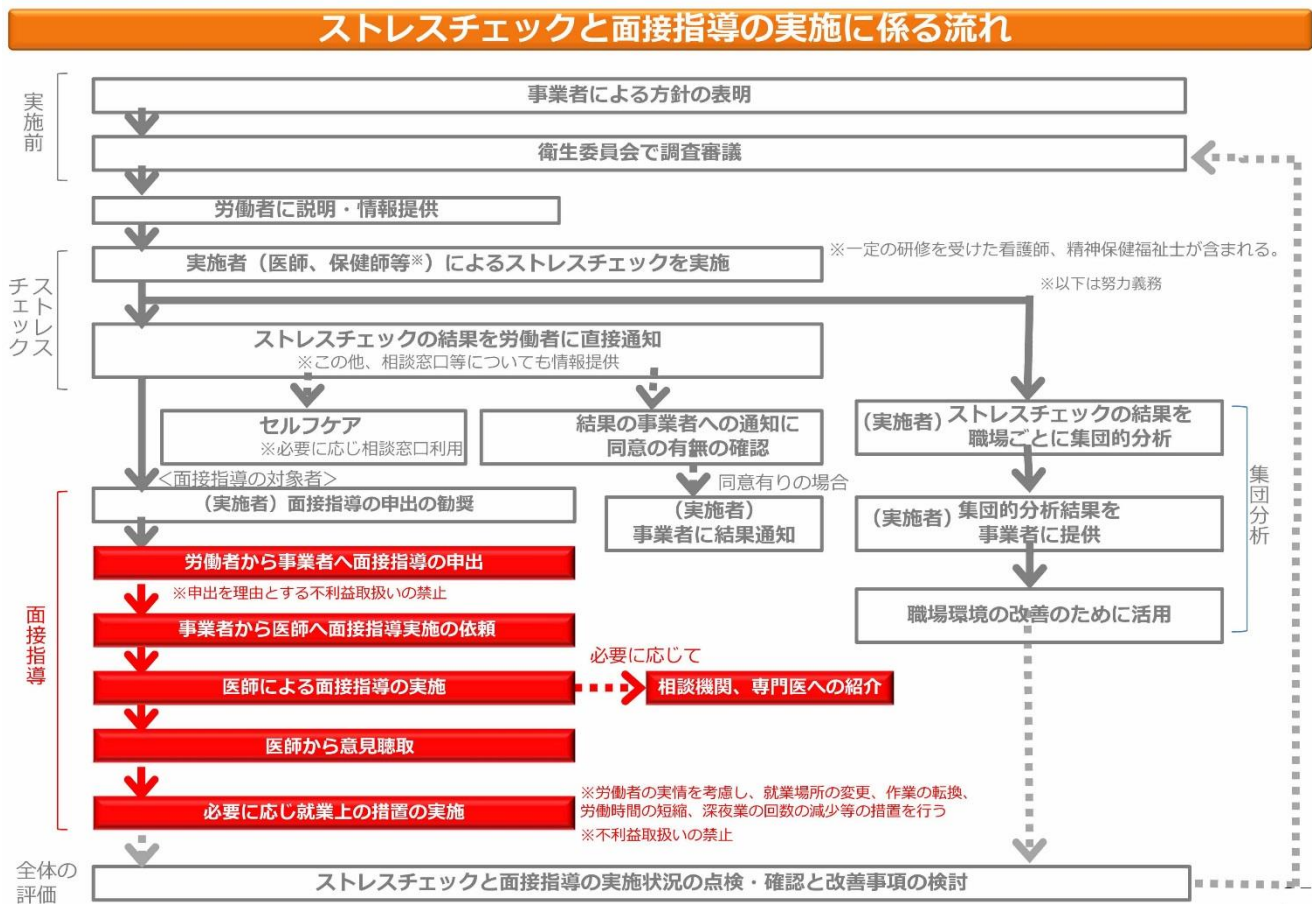 ストレスチェックと面接指導の実施に係る流れ
実施前
事業者による方針の表明
衛生委員会で調査審議
労働者に説明・情報提供
ストレス
チェック
実施者（医師、保健師等※）によるストレスチェックを実施
※一定の研修を受けた看護師、精神保健福祉士が含まれる。
※以下は努力義務
ストレスチェックの結果を労働者に直接通知
※この他、相談窓口等についても情報提供
セルフケア
※必要に応じ相談窓口利用
結果の事業者への通知に
同意の有無の確認
(実施者) ストレスチェックの結果を
職場ごとに集団的分析
集団分析
＜面接指導の対象者＞
同意有りの場合
面接指導
（実施者）面接指導の申出の勧奨
（実施者）
事業者に結果通知
(実施者) 集団的分析結果を
事業者に提供
労働者から事業者へ面接指導の申出
※申出を理由とする不利益取扱いの禁止
職場環境の改善のために活用
事業者から医師へ面接指導実施の依頼
必要に応じて
医師による面接指導の実施
相談機関、専門医への紹介
医師から意見聴取
必要に応じ就業上の措置の実施
※労働者の実情を考慮し、就業場所の変更、作業の転換、
労働時間の短縮、深夜業の回数の減少等の措置を行う
※不利益取扱いの禁止
全体の
評価
ストレスチェックと面接指導の実施状況の点検・確認と改善事項の検討